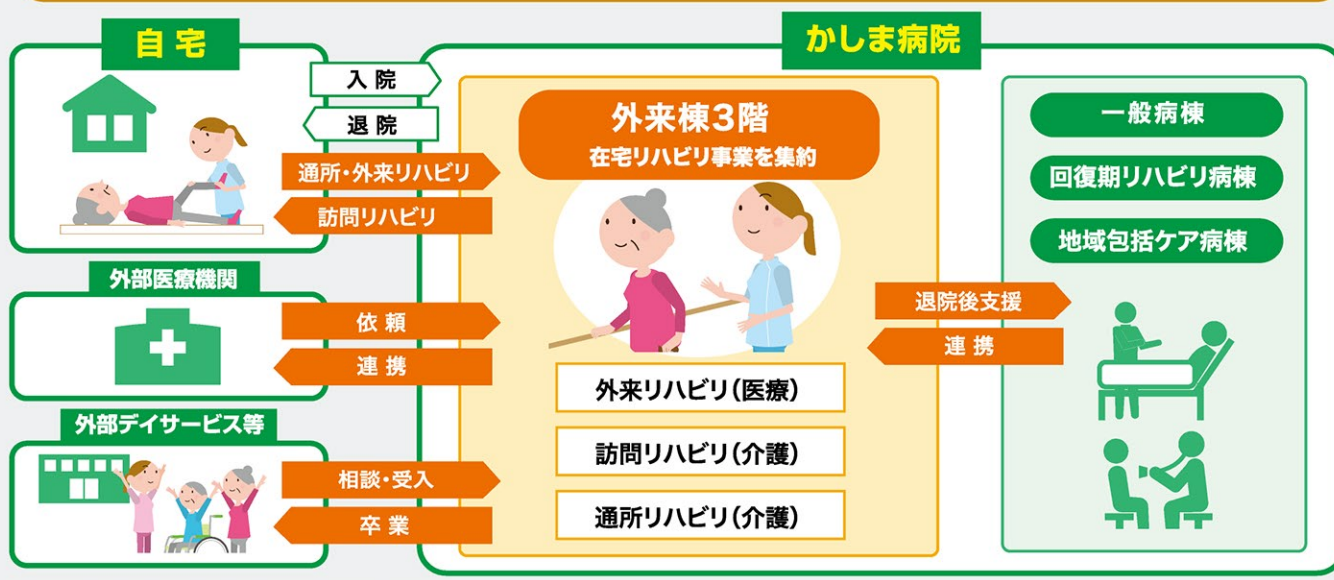 自宅
かしま病院
入院
退院
通所・外来リハビリ
訪問リハビリ
外部医療機関
依頼
連携
外部デイサービス等
相談・受入
卒業
外来棟3階
在宅リハビリ事業を集約
外来リハビリ(医療)
訪問リハビリ(介護)
通所リハビリ(介護)
退院後支援
連携
一般病棟
回復期リハビリ病棟
地域包括ケア病棟